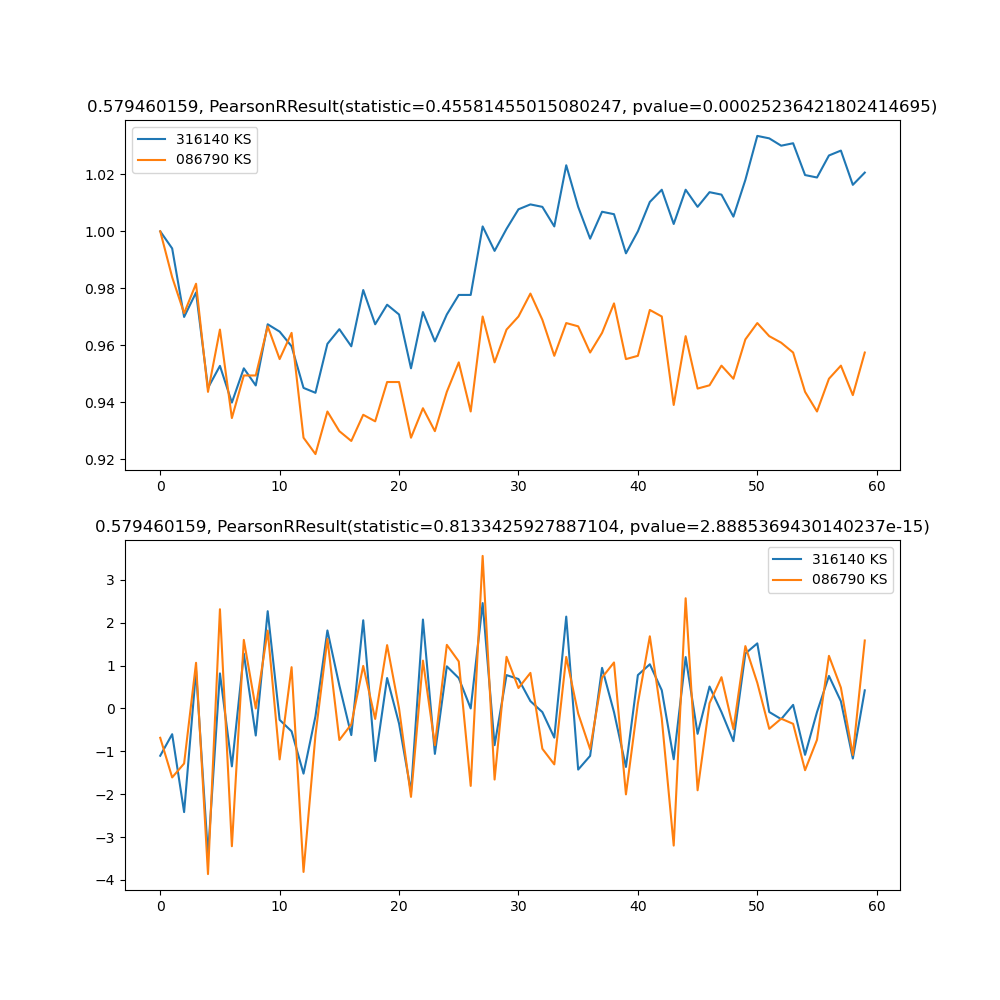 0.579460159, PearsonRResult(statistic=0.45581455015080247, pvalue=0.00025236421802414695)
316140 KS
086790 KS
1.02
1.00
0.98
0.96
0.94
0.92
0 10 20 30 40 50 60
0.579460159, PearsonRResult(statistic=0.8133425927887104, pvalue=2.8885369430140237e-15)
316140 KS
086790 KS
3
2
1
0
−1
−2
−3
−4
0 10 20 30 40 50 60